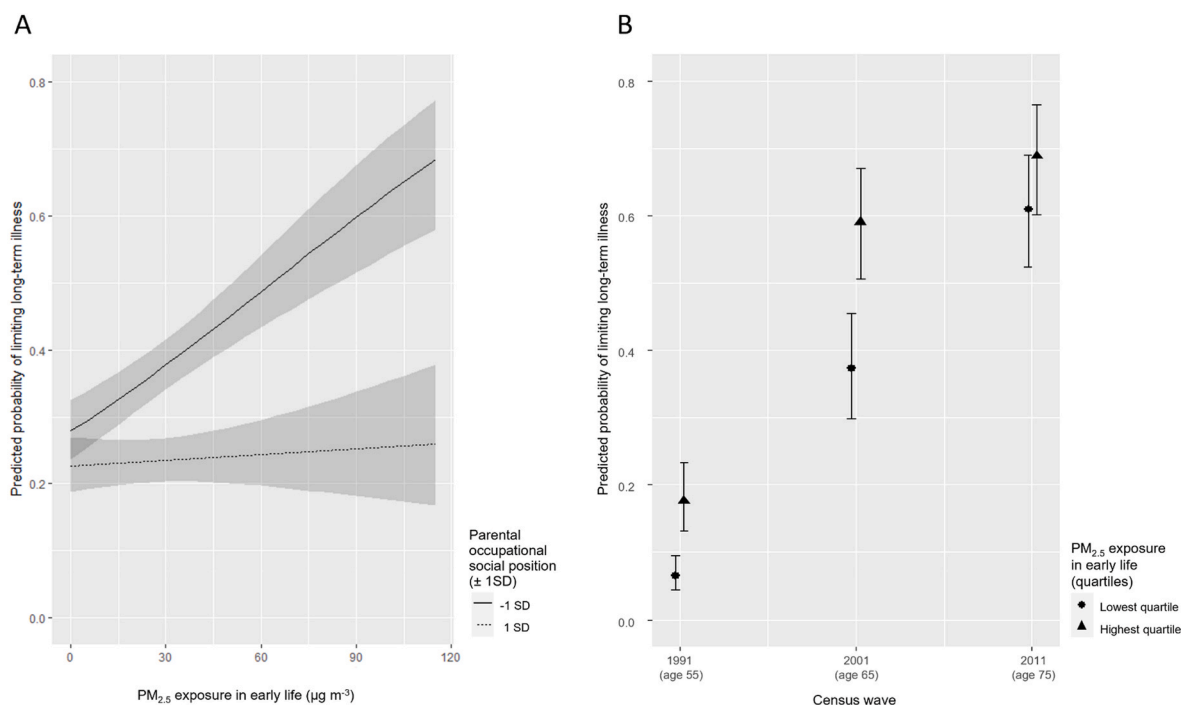 A
Predicted probability of limiting long-term illness
0.8
0.6
0.4
0.2
0.0
0
30
60
90
120
PM2.5 exposure in early life (µg m-3)
Parental
occupational
social position
(± 1SD)
-1 SD
1 SD
B
Predicted probability of limiting long-term illness
0.8
0.6
0.4
0.2
0.0
1991
(age 55)
2001
(age 65)
2011
(age 75)
Census wave
PM2.5 exposure
in early life
(quartiles)
Lowest quartile
Highest quartile